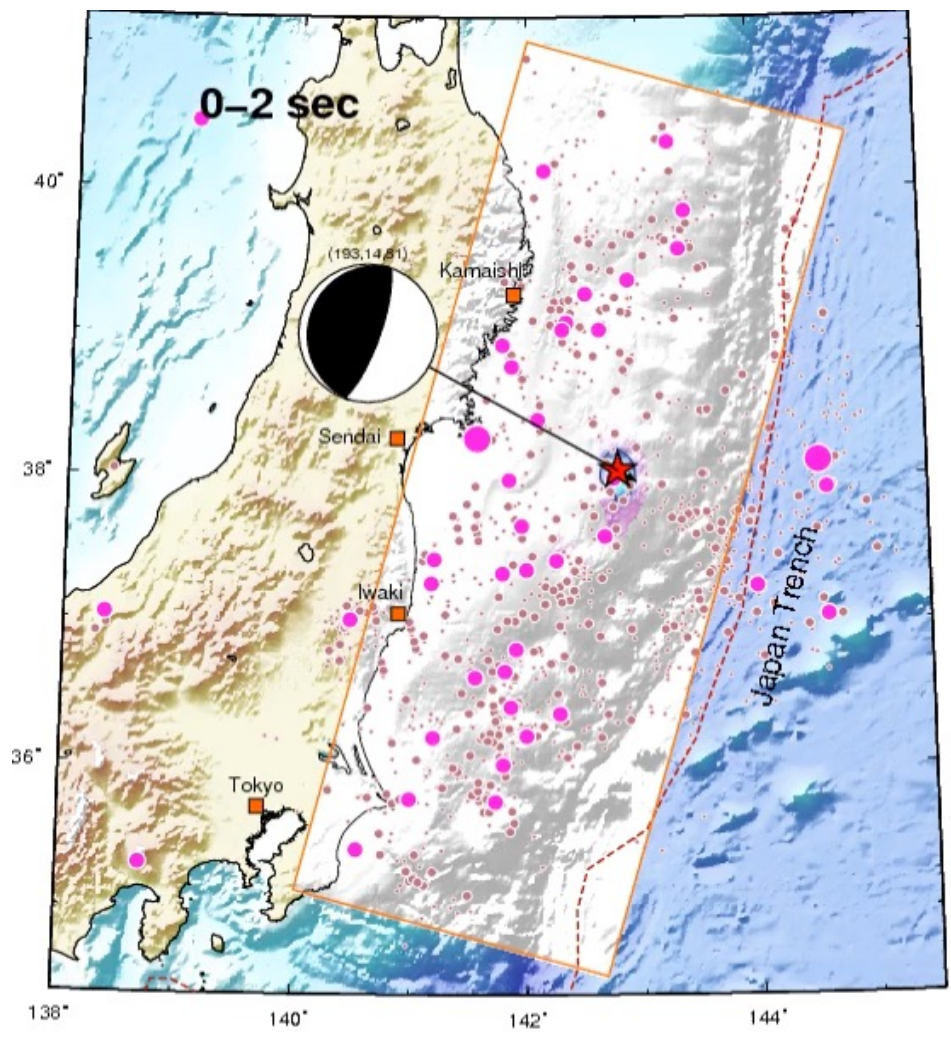 0–2 sec
40°
(193,14,81)
Kamaishi
Sendai
38°
Iwaki
Japan Trench
36°
Tokyo
138°
140°
142°
144°